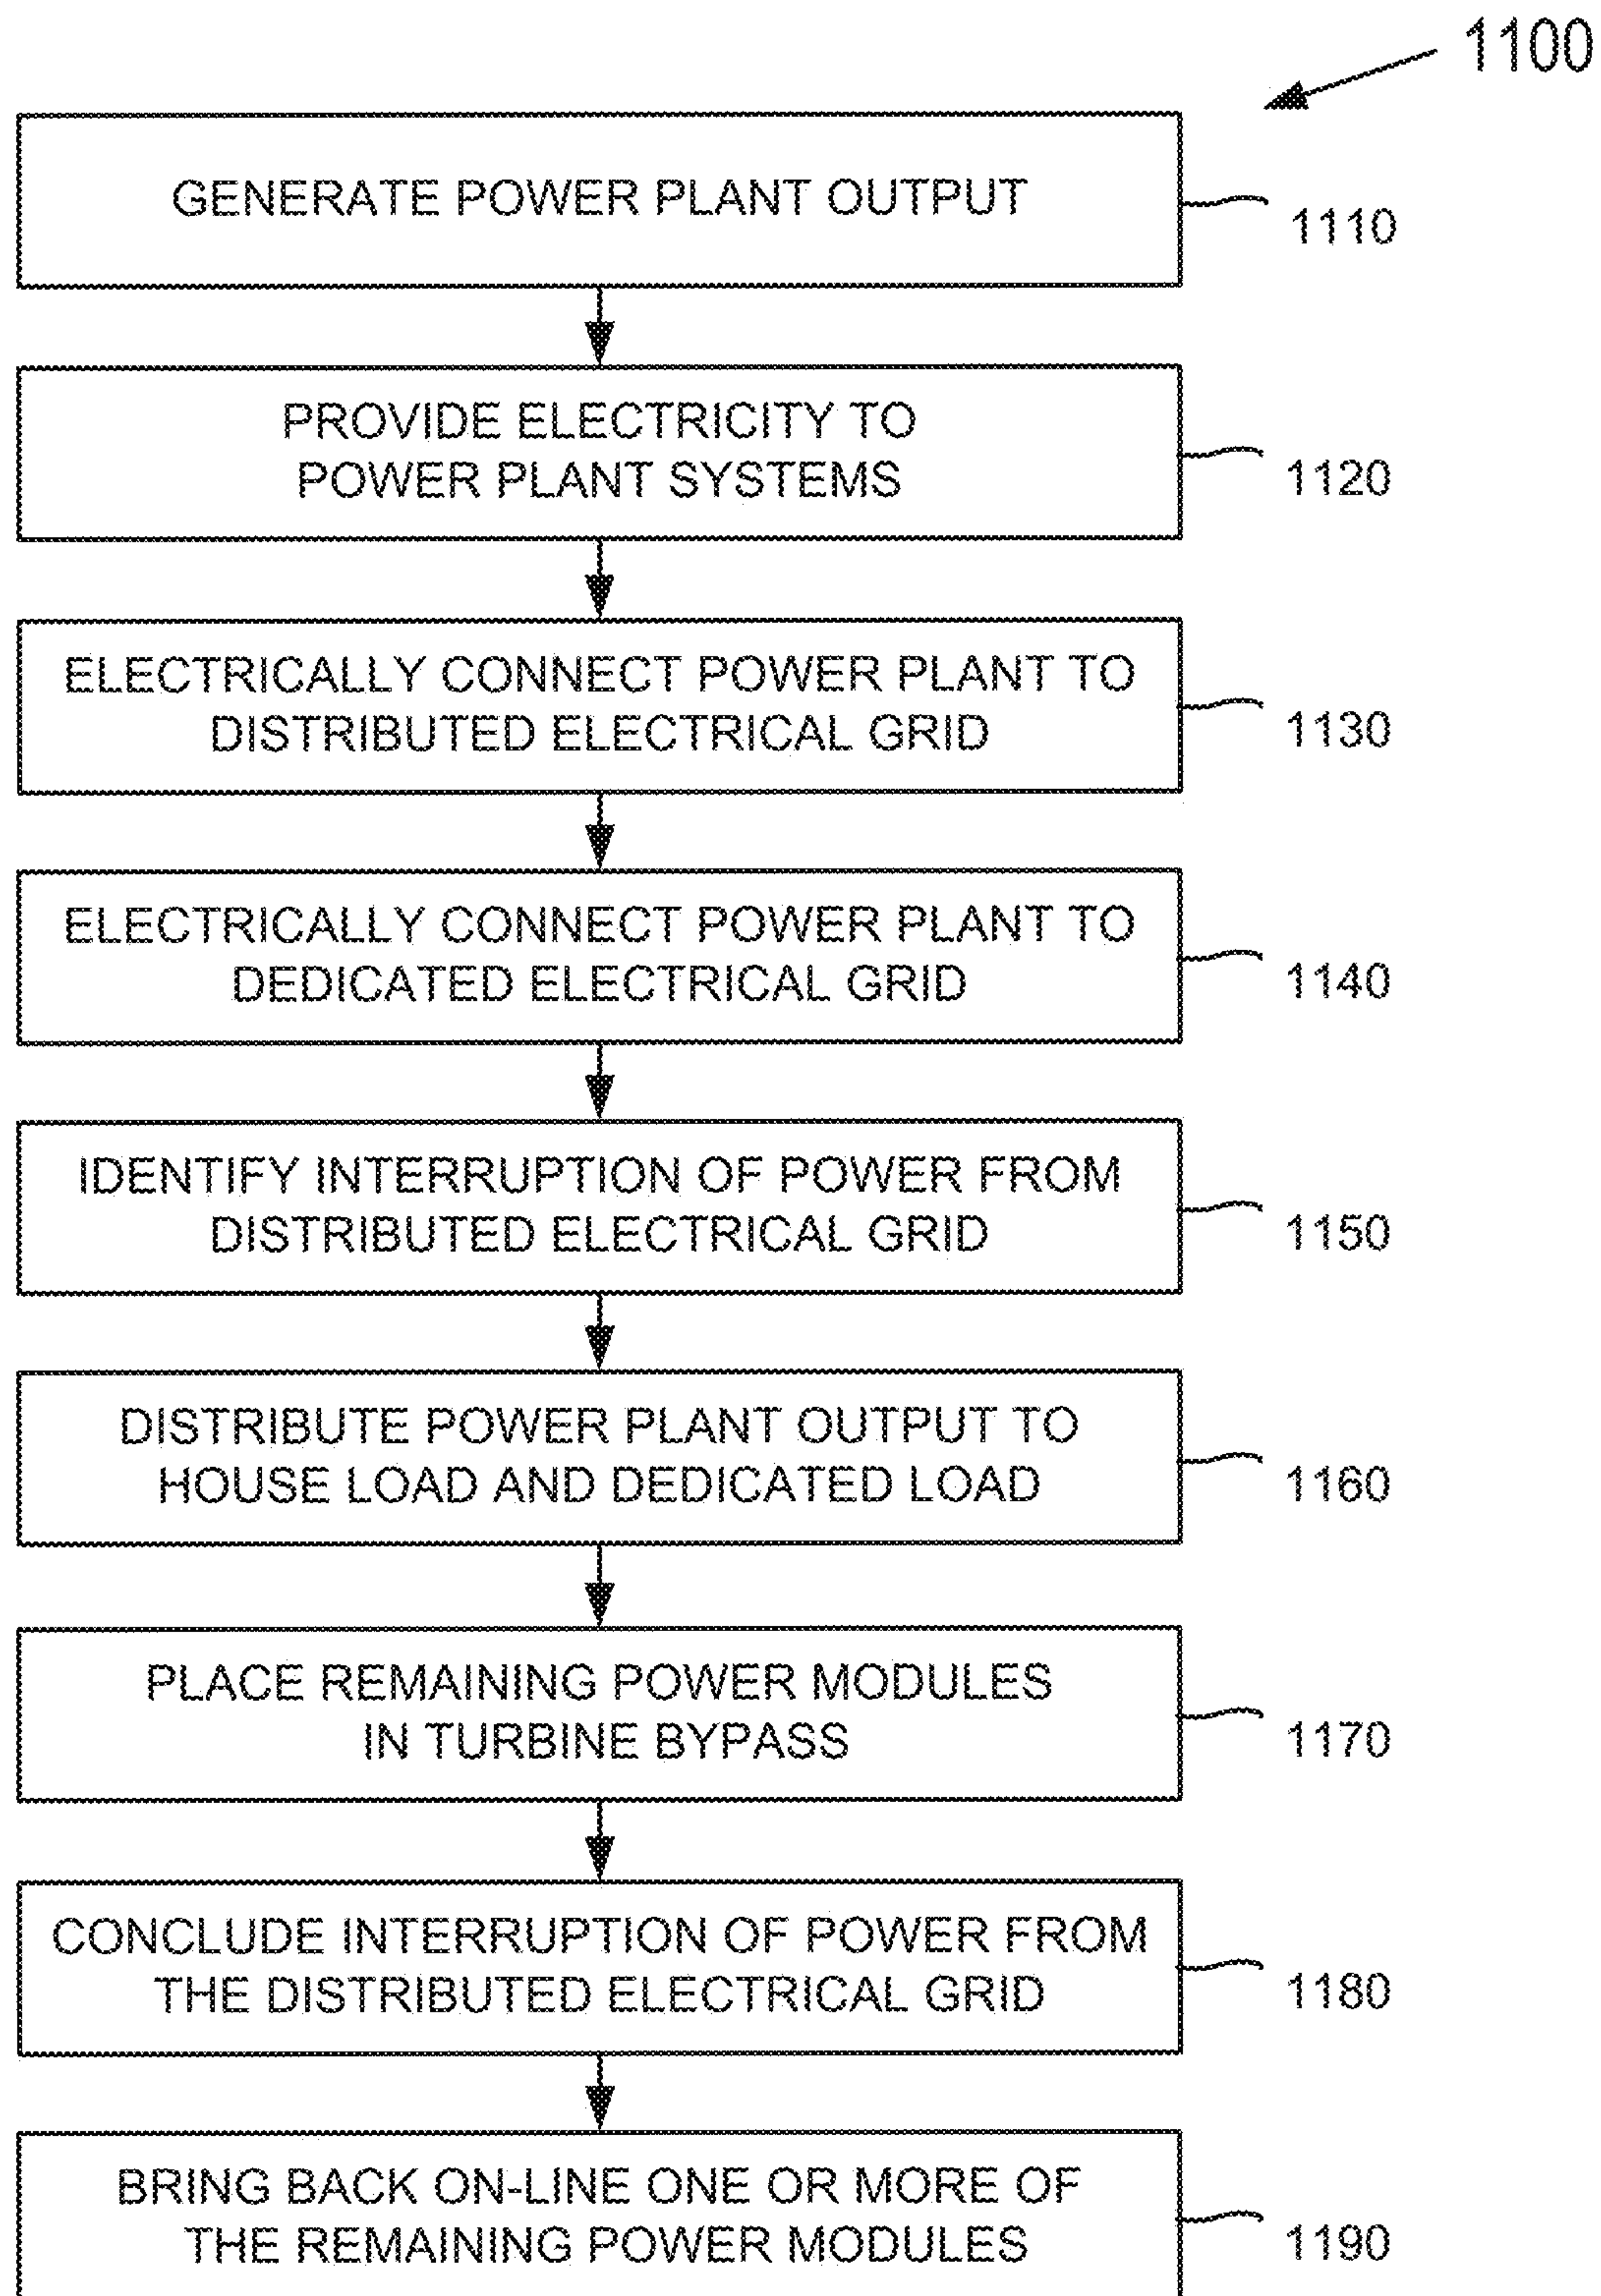 1100
GENERATE POWER PLANT OUTPUT
1110
PROVIDE ELECTRICITY TO
POWER PLANT SYSTEMS
1120
ELECTRICALLY CONNECT POWER PLANT TO
DISTRIBUTED ELECTRICAL GRID
1130
ELECTRICALLY CONNECT POWER PLANT TO
DEDICATED ELECTRICAL GRID
1140
IDENTIFY INTERRUPTION OF POWER FROM
DISTRIBUTED ELECTRICAL GRID
1150
DISTRIBUTE POWER PLANT OUTPUT TO
HOUSE LOAD AND DEDICATED LOAD
1160
PLACE REMAINING POWER MODULES
IN TURBINE BYPASS
1170
CONCLUDE INTERRUPTION OF POWER FROM
THE DISTRIBUTED ELECTRICAL GRID
1180
BRING BACK ON-LINE ONE OR MORE OF
THE REMAINING POWER MODULES
1190